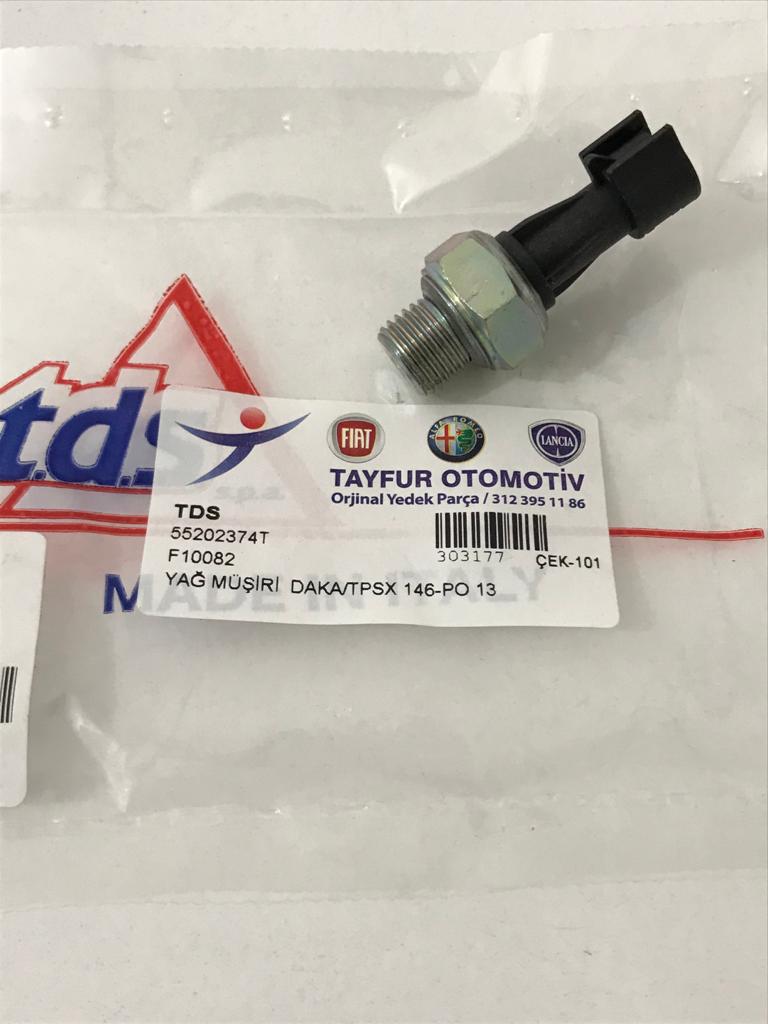 t.d.s
s.p.a.
MADE IN ITALY
FIAT
ALFA ROMEO
LANCIA
TAYFUR OTOMOTİV
Orjinal Yedek Parça / 312 395 11 86
TDS
55202374T
F10082
303177
ÇEK-101
YAĞ MÜŞİRİ DAKA/TPSX 146-PO 13